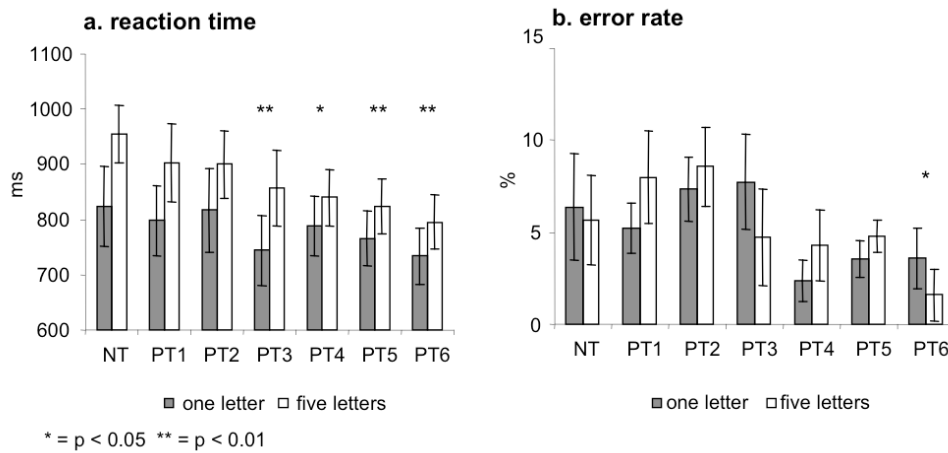 a. reaction time
1100
1000
900
800
700
600
ms
** * ** **
NT PT1 PT2 PT3 PT4 PT5 PT6
one letter five letters
* = p < 0.05 ** = p < 0.01
b. error rate
15
10
5
0
%
*
NT PT1 PT2 PT3 PT4 PT5 PT6
one letter five letters